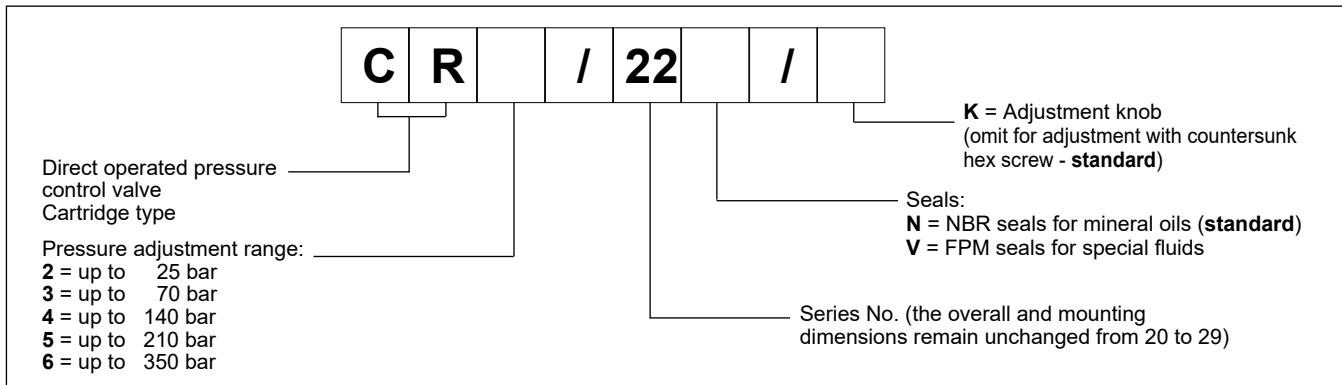 C R / 22 /
K = Adjustment knob
(omit for adjustment with countersunk
hex screw - standard)
Direct operated pressure
control valve
Cartridge type
Seals:
N = NBR seals for mineral oils (standard)
V = FPM seals for special fluids
Pressure adjustment range:
2 = up to 25 bar
3 = up to 70 bar
4 = up to 140 bar
5 = up to 210 bar
6 = up to 350 bar
Series No. (the overall and mounting
dimensions remain unchanged from 20 to 29)